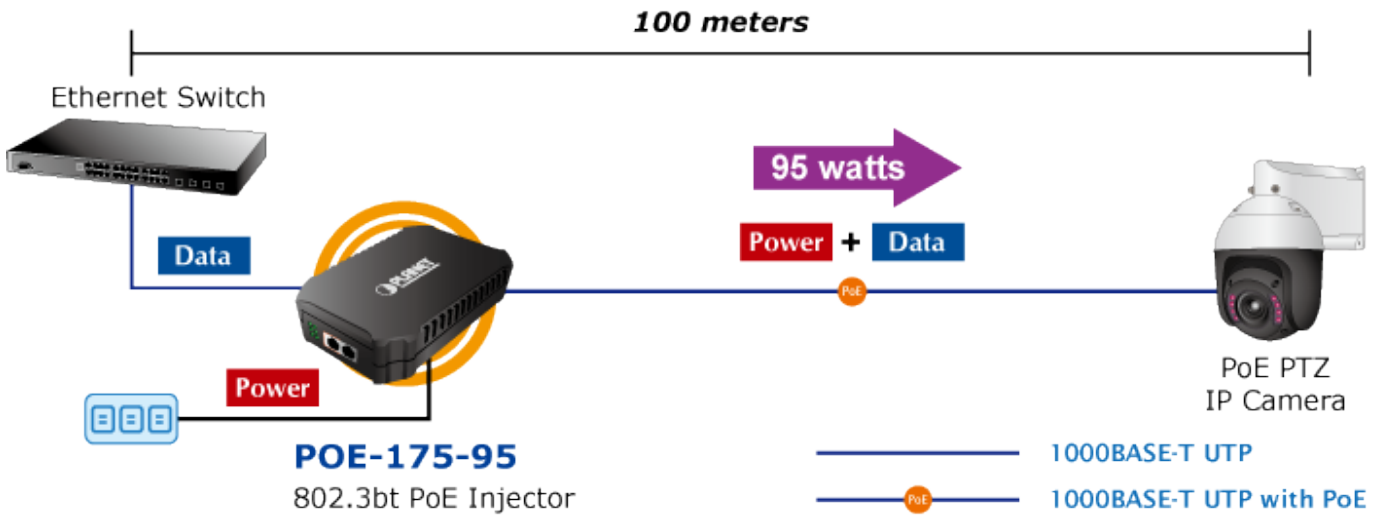 100 meters
Ethernet Switch
95 watts
Data
Power + Data
PLANET
PoE
Power
PoE PTZ
IP Camera
POE-175-95
802.3bt PoE Injector
1000BASE-T UTP
PoE
1000BASE-T UTP with PoE